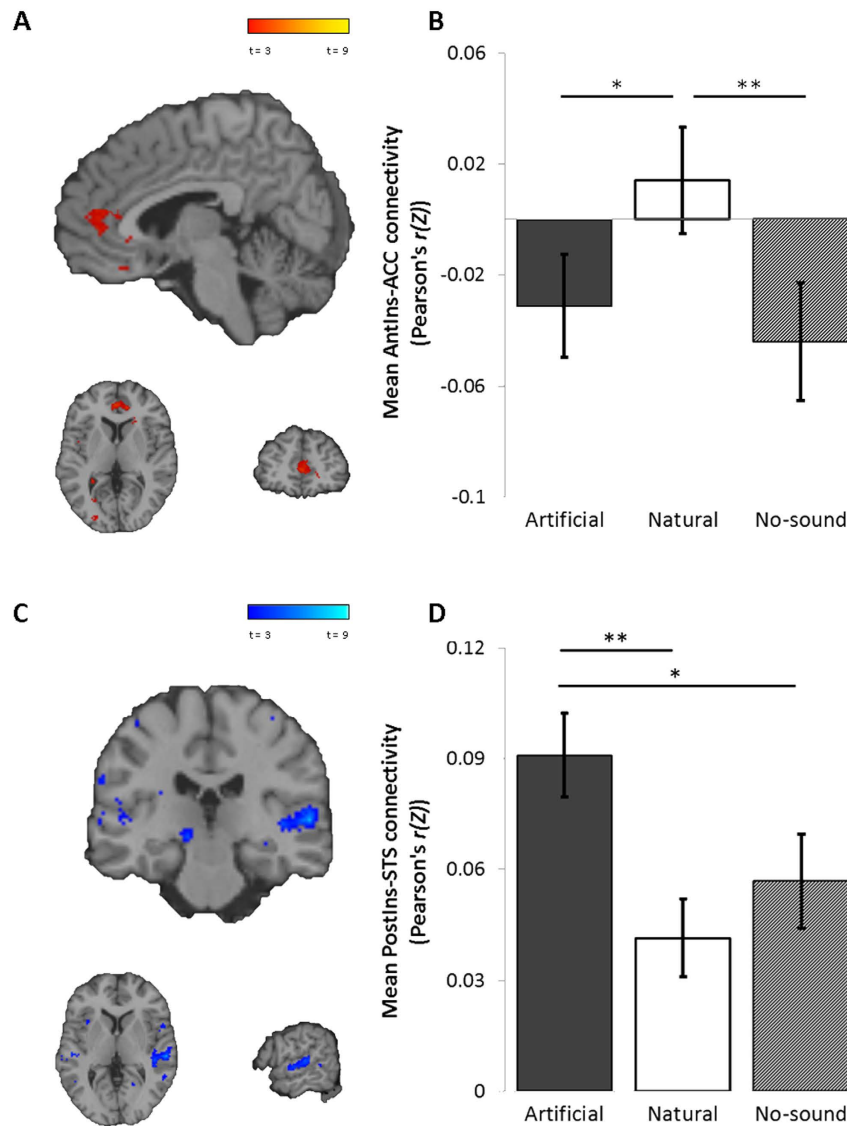 A
t = 3 t = 9
B
Mean AntIns-ACC connectivity
(Pearson's r(Z))
0.06
0.02
-0.02
-0.06
-0.1
* **
Artificial Natural No-sound
C
t = 3 t = 9
D
Mean PostIns-STS connectivity
(Pearson's r(Z))
0.12
0.09
0.06
0.03
0
**
*
Artificial Natural No-sound